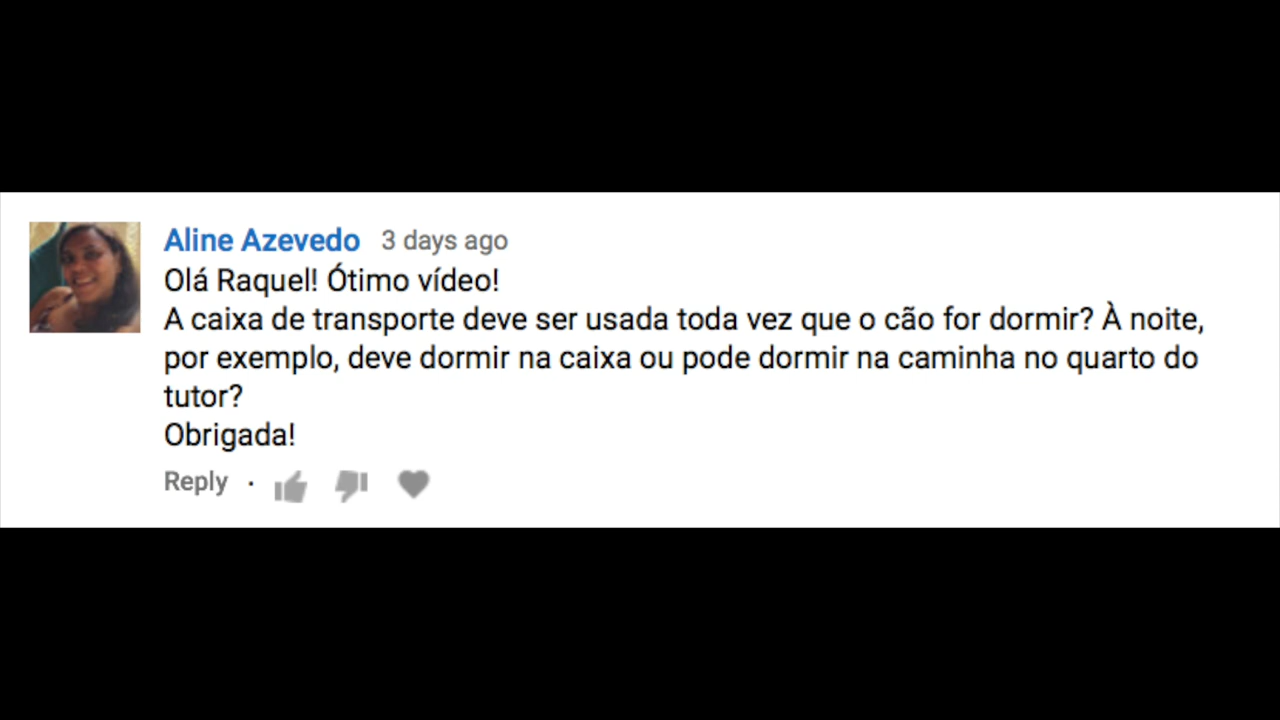 Aline Azevedo 3 days ago
Olá Raquel! Ótimo vídeo!
A caixa de transporte deve ser usada toda vez que o cão for dormir? À noite,
por exemplo, deve dormir na caixa ou pode dormir na caminha no quarto do
tutor?
Obrigada!
Reply ·